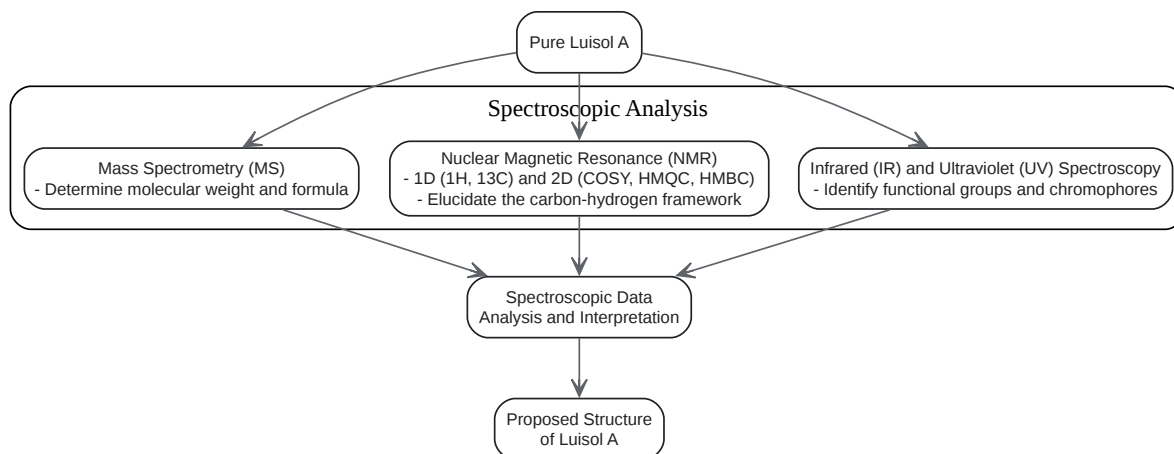 Pure Luisol A
Spectroscopic Analysis
Mass Spectrometry (MS)
- Determine molecular weight and formula
Nuclear Magnetic Resonance (NMR)
- 1D (1H, 13C) and 2D (COSY, HMQC, HMBC)
- Elucidate the carbon-hydrogen framework
Infrared (IR) and Ultraviolet (UV) Spectroscopy
- Identify functional groups and chromophores
Spectroscopic Data
Analysis and Interpretation
Proposed Structure
of Luisol A